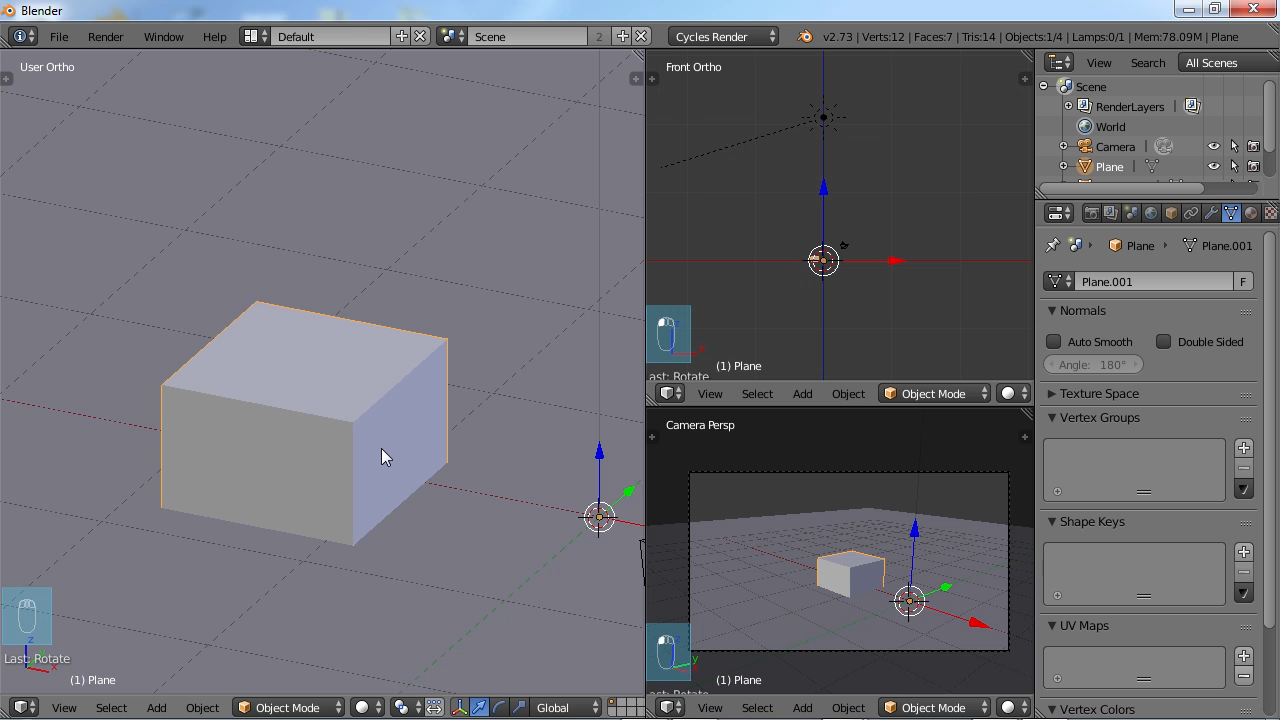 Blender
File Render Window Help Default Scene 2 Cycles Render v2.73 | Verts:12 | Faces:7 | Tris:14 | Objects:1/4 | Lamps:0/1 | Mem:78.09M | Plane
User Ortho
z
x
Last: Rotate
(1) Plane
View Select Add Object Object Mode Global
Front Ortho
z
x
ast: Rotate
(1) Plane
View Select Add Object Object Mode
Camera Persp
z
y
ast: Rotate
(1) Plane
View Select Add Object Object Mode
View Search All Scenes
Scene
RenderLayers |
World
Camera |
Plane |
Plane Plane.001
Plane.001 F
Normals
Auto Smooth Double Sided
Angle: 180°
Texture Space
Vertex Groups
Shape Keys
UV Maps
Vertex Colors